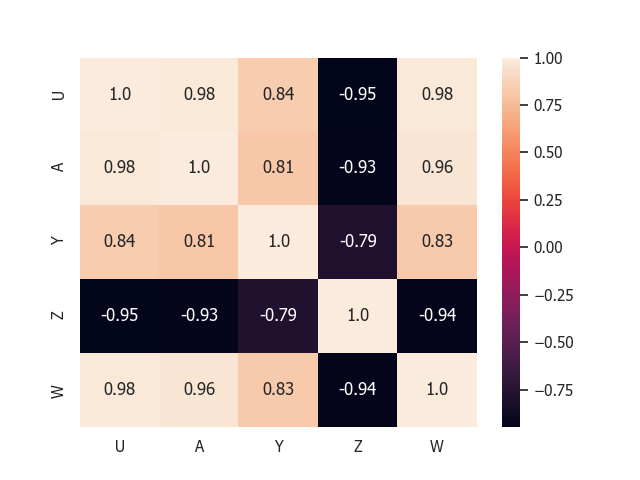 U 1.0 0.98 0.84 -0.95 0.98
A 0.98 1.0 0.81 -0.93 0.96
Y 0.84 0.81 1.0 -0.79 0.83
Z -0.95 -0.93 -0.79 1.0 -0.94
W 0.98 0.96 0.83 -0.94 1.0
U A Y Z W
1.00
0.75
0.50
0.25
0.00
−0.25
−0.50
−0.75